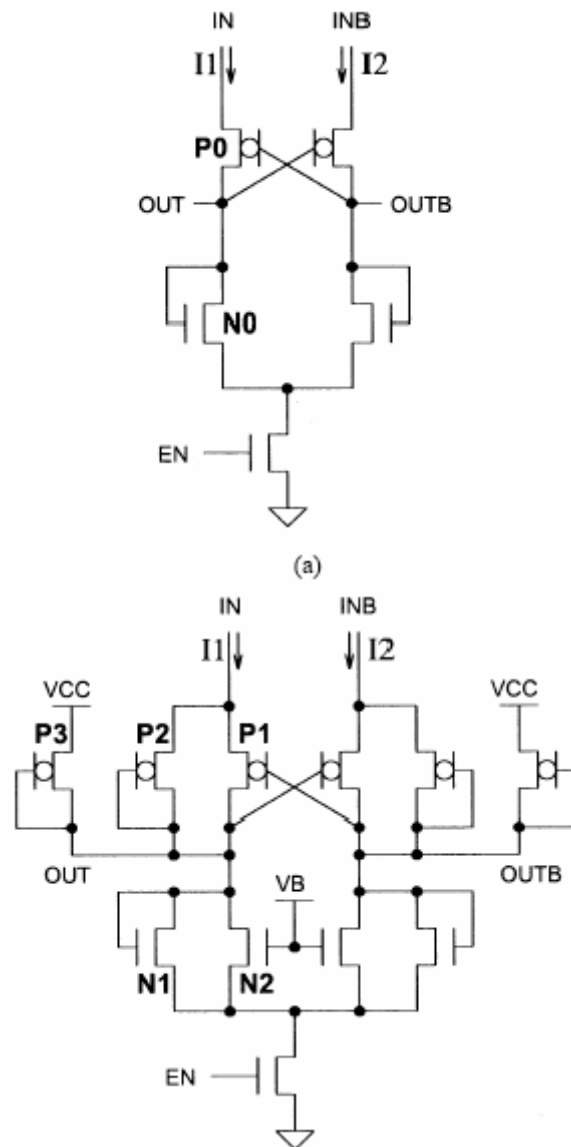 IN INB
I1 I2
P0
OUT OUTB
N0
EN
(a)
IN INB
I1 I2
VCC VCC
P3 P2 P1
OUT VB OUTB
N1 N2
EN